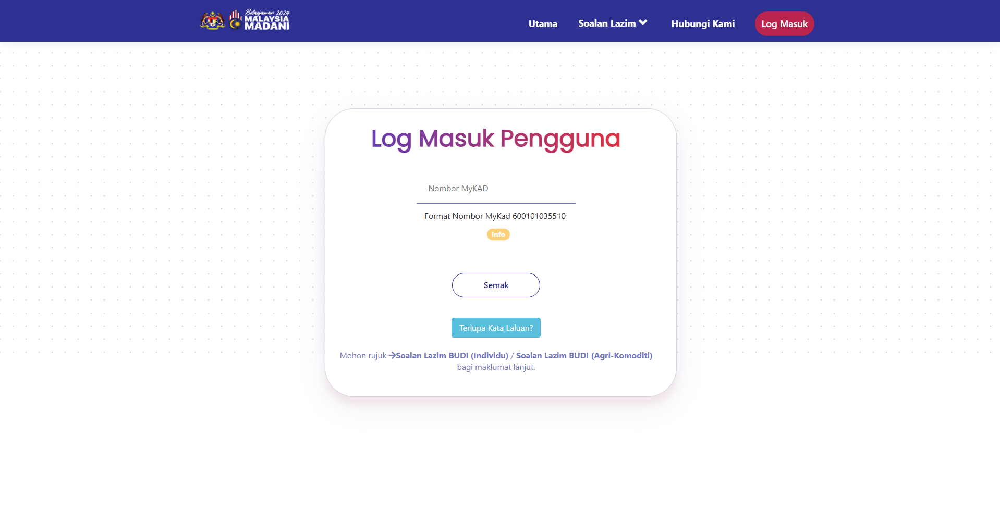 Belanjawan 2024
MALAYSIA
MADANI
Utama
Soalan Lazim
Hubungi Kami
Log Masuk
Log Masuk Pengguna
Nombor MyKAD
Format Nombor MyKad 600101035510
Info
Semak
Terlupa Kata Laluan?
Mohon rujuk →Soalan Lazim BUDI (Individu) / Soalan Lazim BUDI (Agri-Komoditi)
bagi maklumat lanjut.